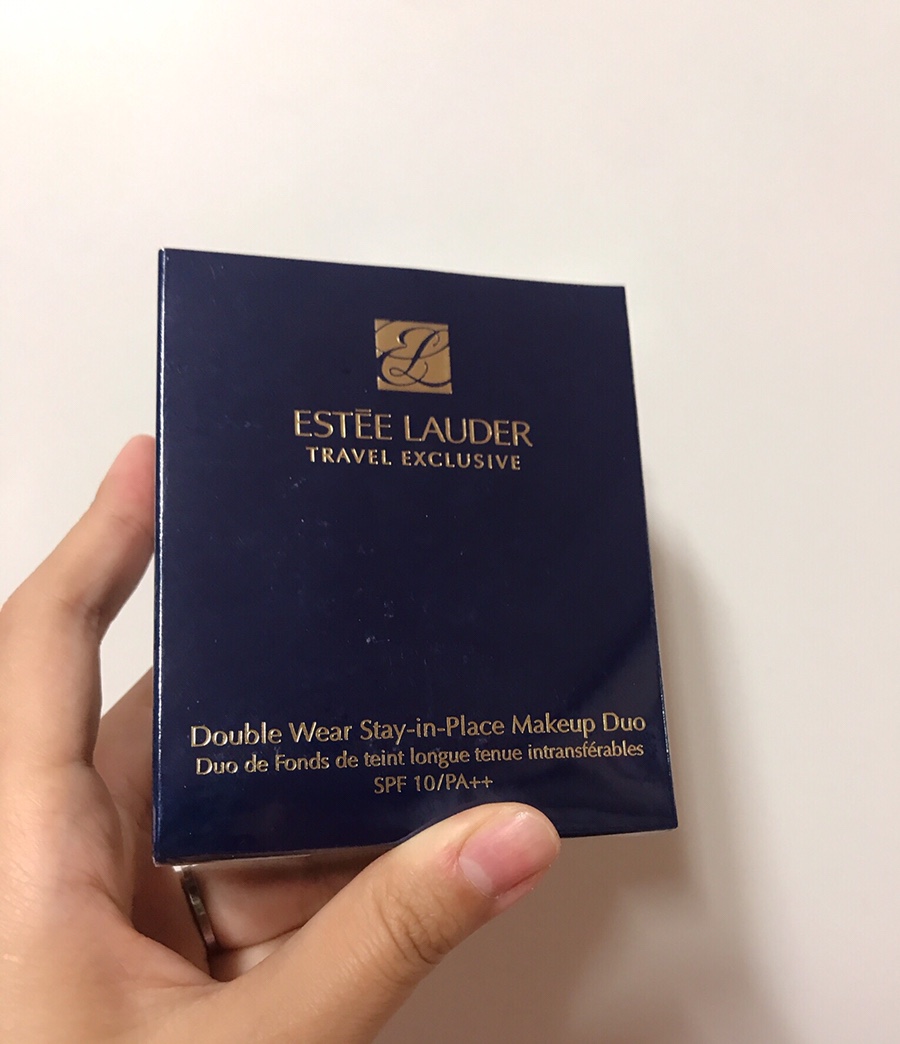 EL
ESTĒE LAUDER
TRAVEL EXCLUSIVE
Double Wear Stay-in-Place Makeup Duo
Duo de Fonds de teint longue tenue intransférables
SPF 10/PA++